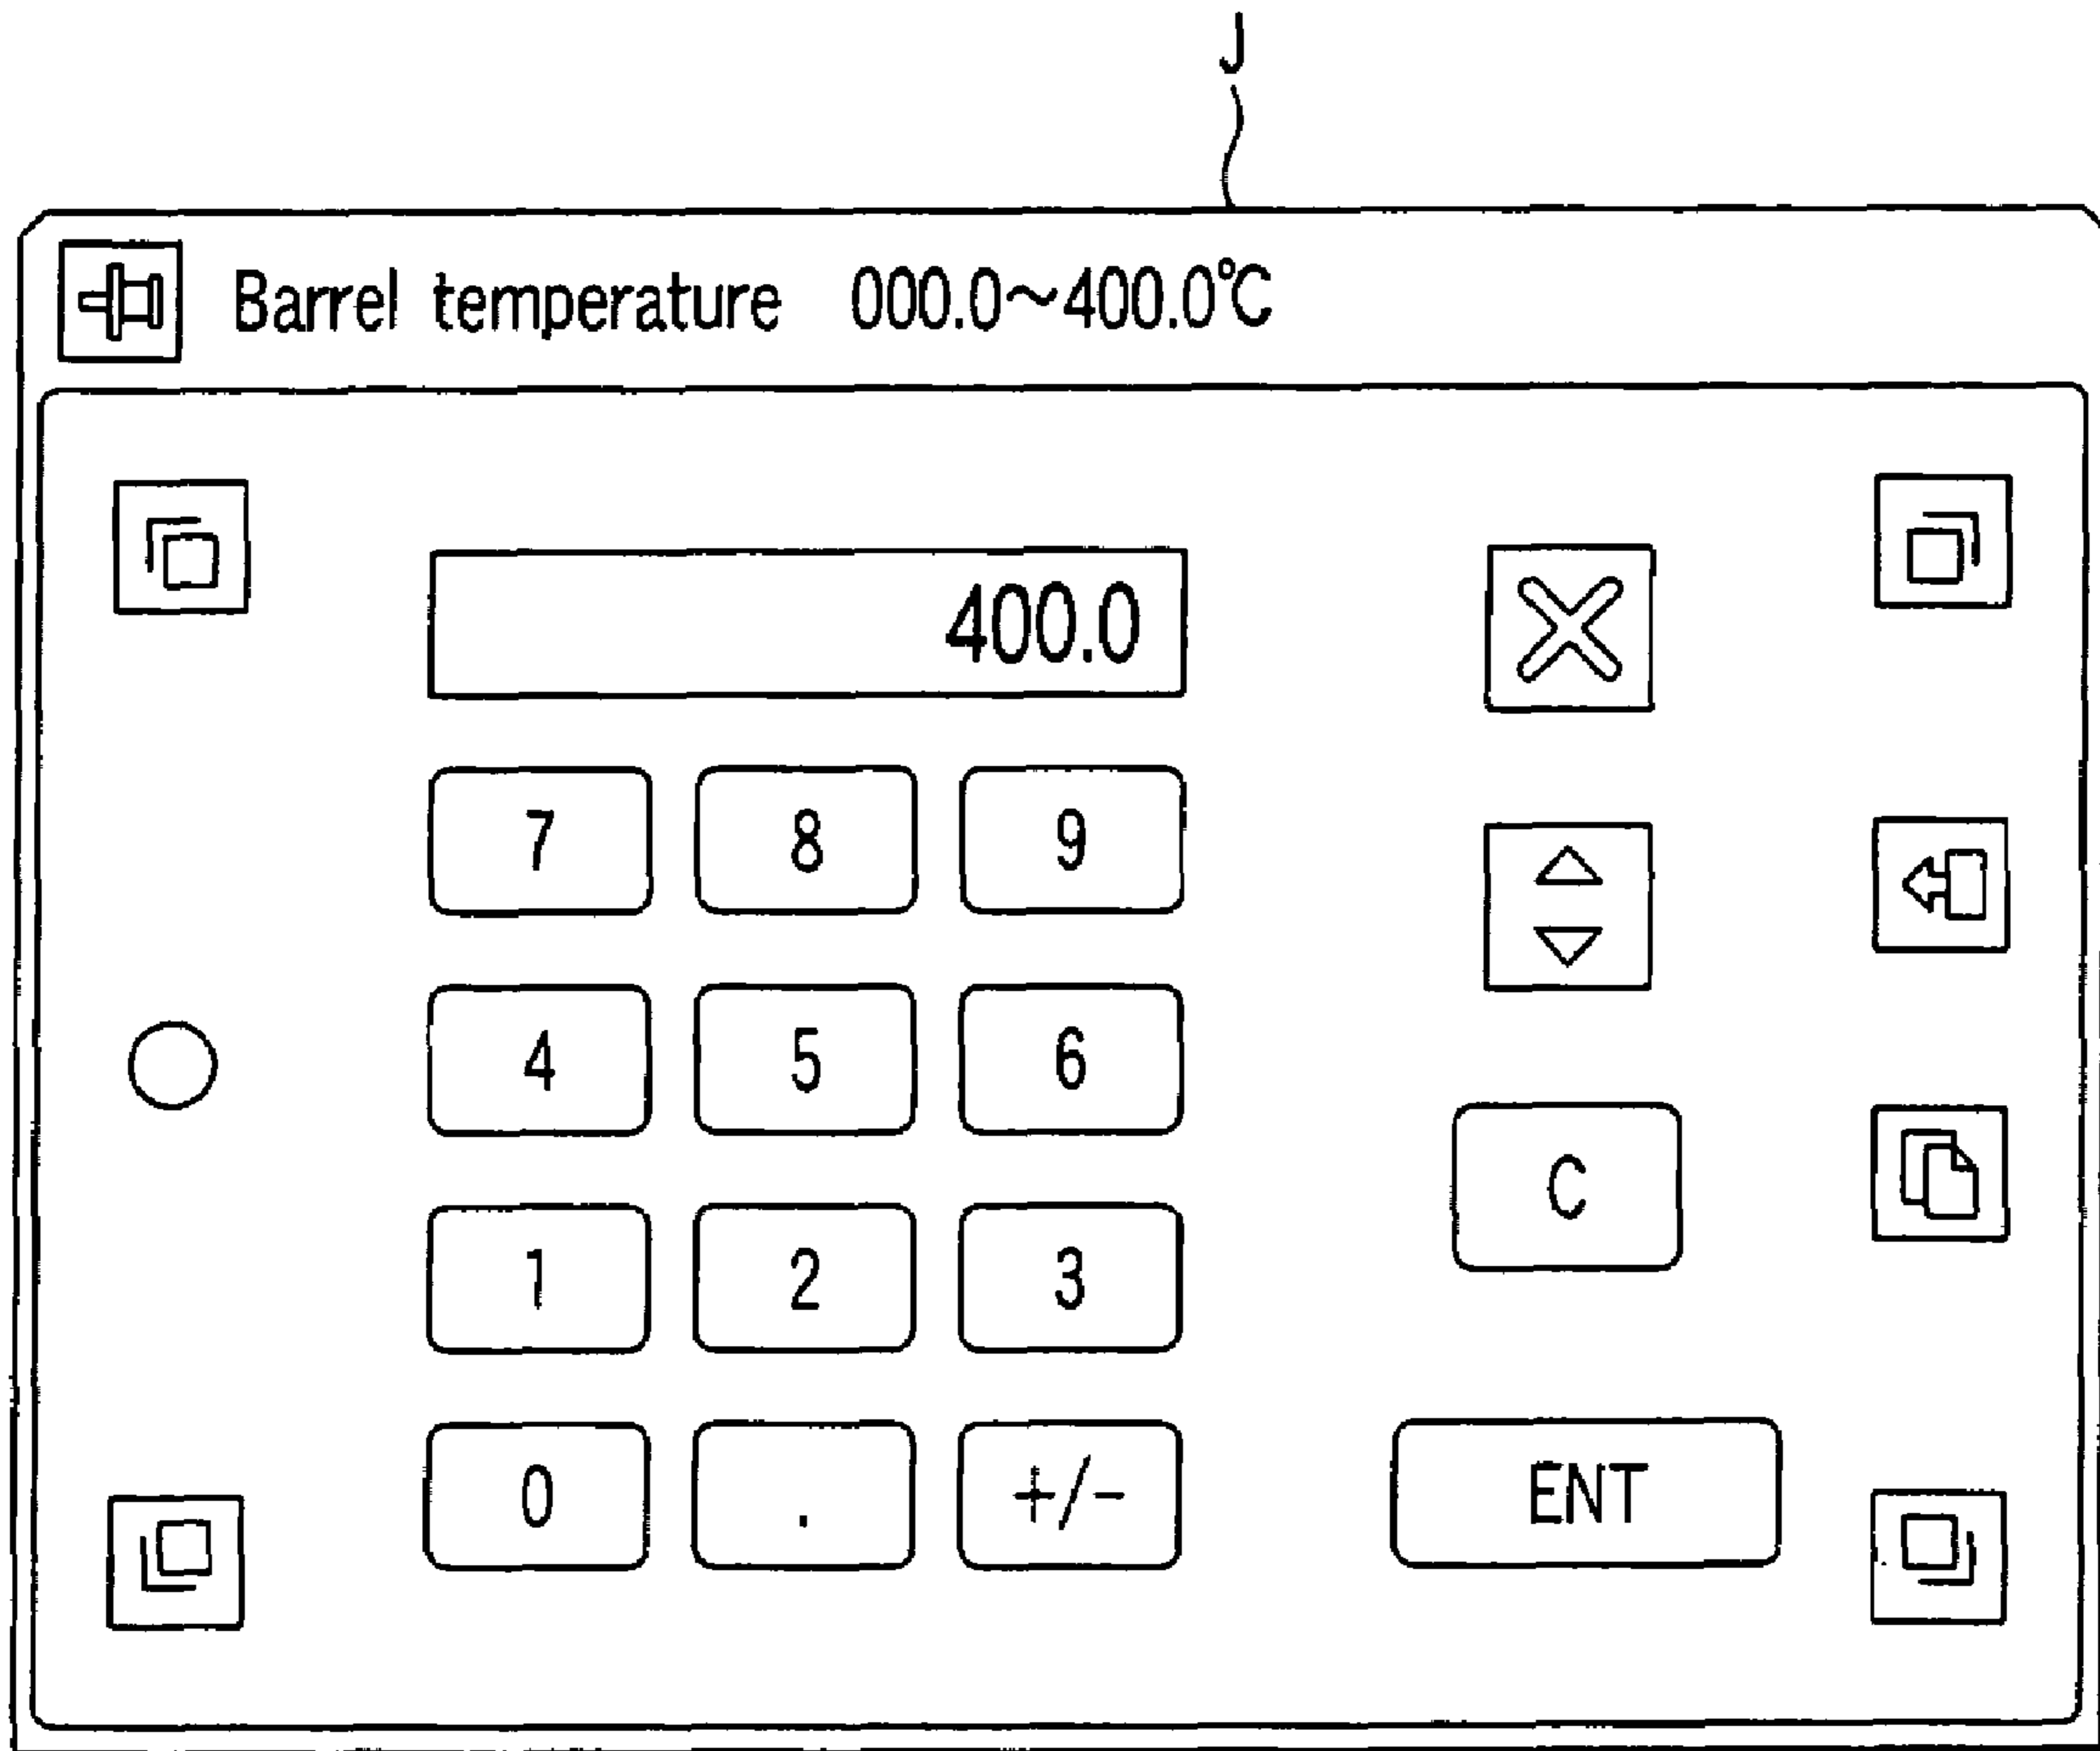 J
Barrel temperature 000.0~400.0℃
400.0
7 8 9
4 5 6
C
1 2 3
0 . +/- ENT